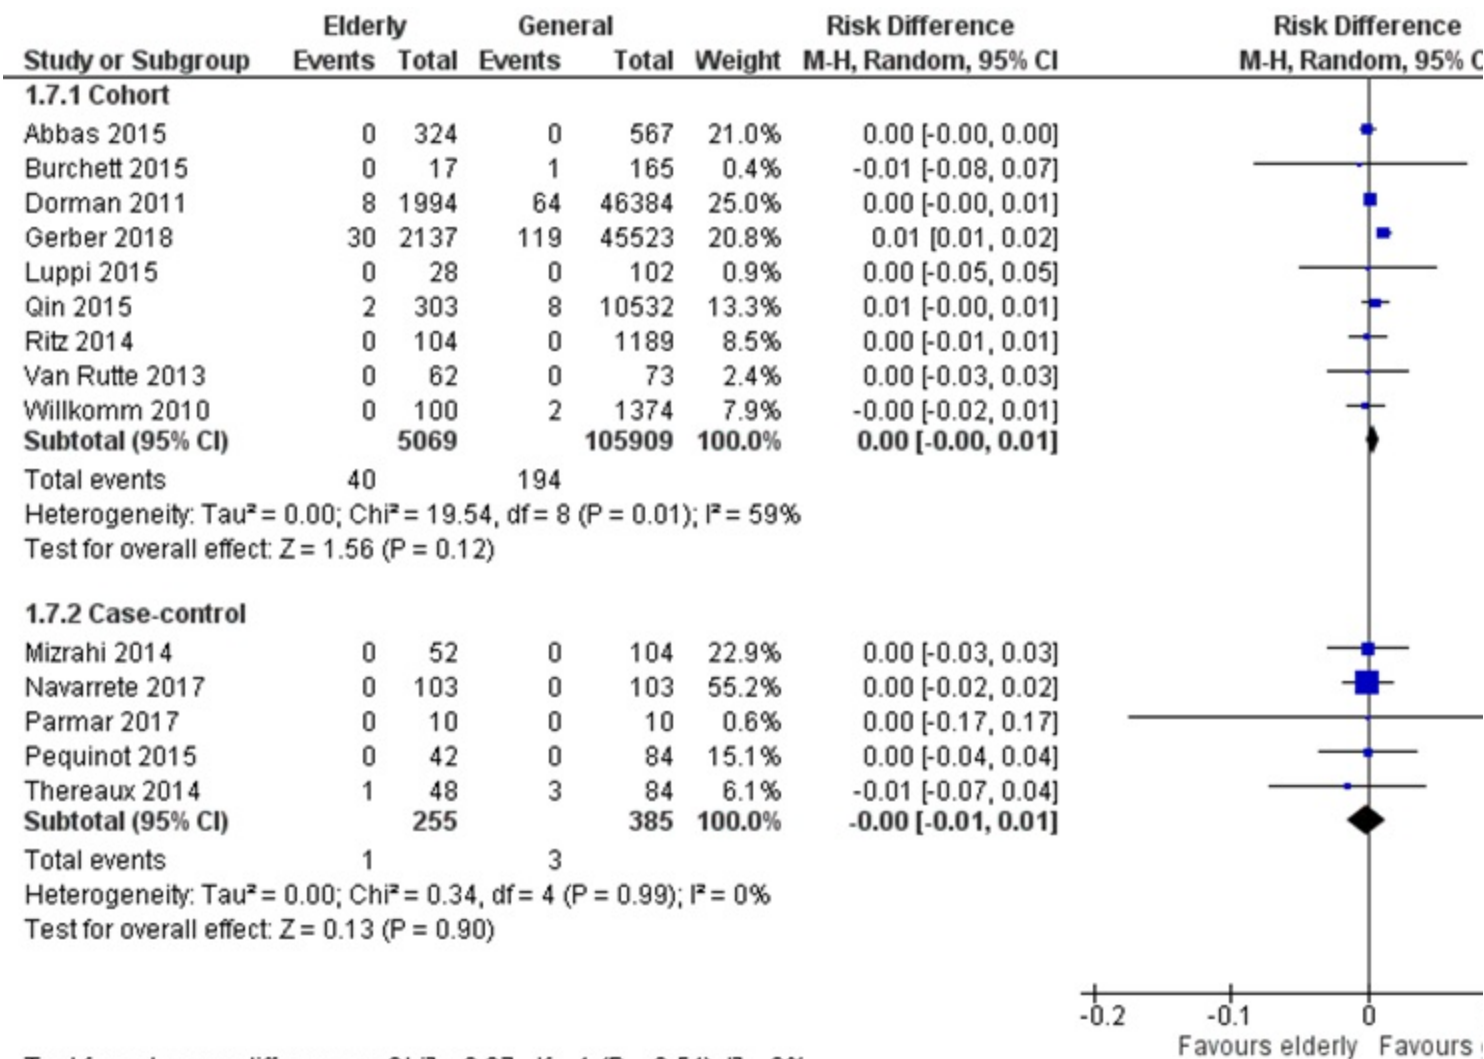 Elderly General Risk Difference Risk Difference
Study or Subgroup Events Total Events Total Weight M-H, Random, 95% CI M-H, Random, 95%
1.7.1 Cohort
Abbas 2015 0 324 0 567 21.0% 0.00 [-0.00, 0.00]
Burchett 2015 0 17 1 165 0.4% -0.01 [-0.08, 0.07]
Dorman 2011 8 1994 64 46384 25.0% 0.00 [-0.00, 0.01]
Gerber 2018 30 2137 119 45523 20.8% 0.01 [0.01, 0.02]
Luppi 2015 0 28 0 102 0.9% 0.00 [-0.05, 0.05]
Qin 2015 2 303 8 10532 13.3% 0.01 [-0.00, 0.01]
Ritz 2014 0 104 0 1189 8.5% 0.00 [-0.01, 0.01]
Van Rutte 2013 0 62 0 73 2.4% 0.00 [-0.03, 0.03]
Willkomm 2010 0 100 2 1374 7.9% -0.00 [-0.02, 0.01]
Subtotal (95% CI) 5069 105909 100.0% 0.00 [-0.00, 0.01]
Total events 40 194
Heterogeneity: Tau² = 0.00; Chi² = 19.54, df = 8 (P = 0.01); I² = 59%
Test for overall effect: Z = 1.56 (P = 0.12)
1.7.2 Case-control
Mizrahi 2014 0 52 0 104 22.9% 0.00 [-0.03, 0.03]
Navarrete 2017 0 103 0 103 55.2% 0.00 [-0.02, 0.02]
Parmar 2017 0 10 0 10 0.6% 0.00 [-0.17, 0.17]
Pequinot 2015 0 42 0 84 15.1% 0.00 [-0.04, 0.04]
Thereaux 2014 1 48 3 84 6.1% -0.01 [-0.07, 0.04]
Subtotal (95% CI) 255 385 100.0% -0.00 [-0.01, 0.01]
Total events 1 3
Heterogeneity: Tau² = 0.00; Chi² = 0.34, df = 4 (P = 0.99); I² = 0%
Test for overall effect: Z = 0.13 (P = 0.90)
-0.2 -0.1 0
Favours elderly Favours